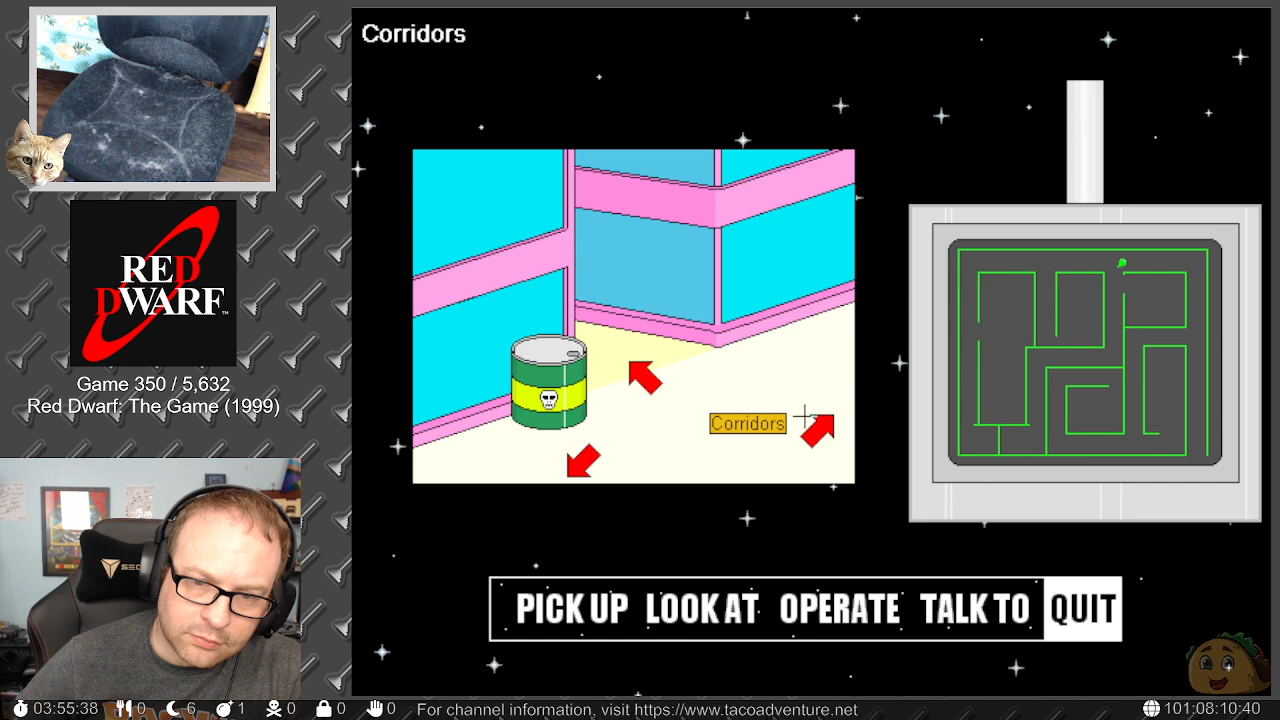 Corridors
RED
DWARF™
Game 350 / 5,632
Red Dwarf: The Game (1999)
Corridors
PICK UP LOOK AT OPERATE TALK TO QUIT
03:55:38 0 6 1 0 0 0 For channel information, visit https://www.tacoadventure.net 101:08:10:40